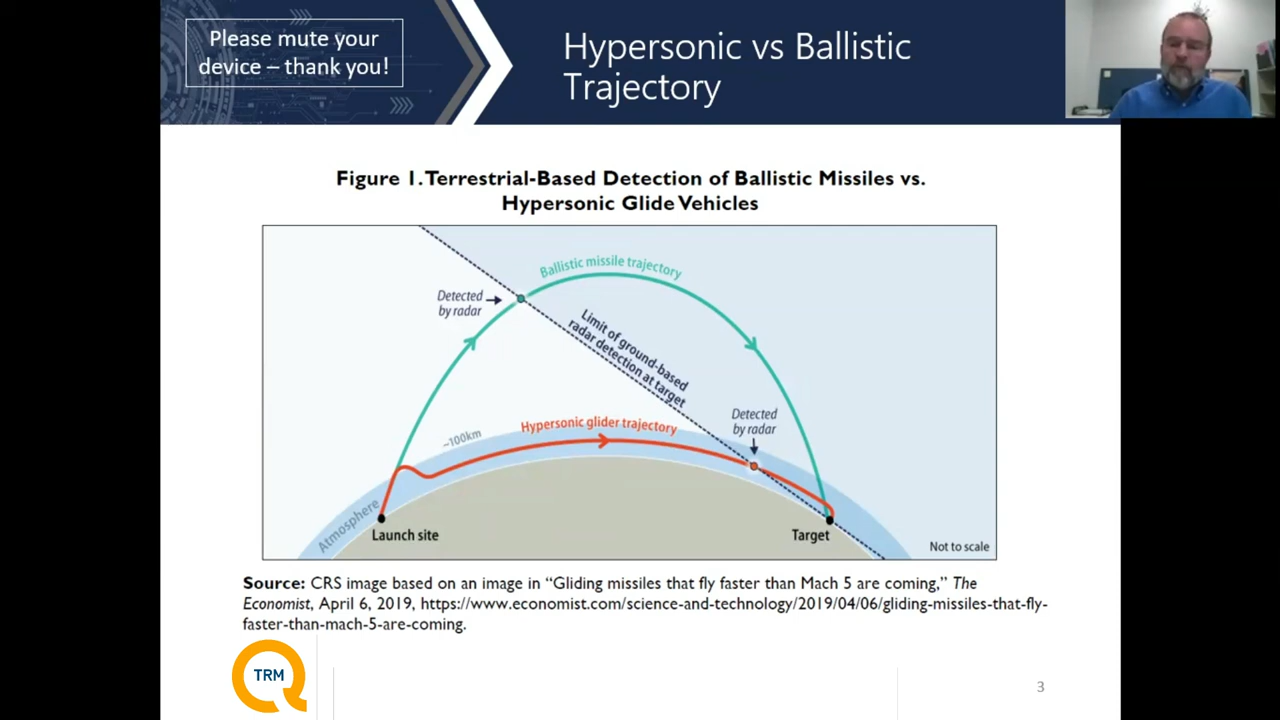 Please mute your
device – thank you!
Hypersonic vs Ballistic
Trajectory
Figure 1. Terrestrial-Based Detection of Ballistic Missiles vs.
Hypersonic Glide Vehicles
Ballistic missile trajectory
Detected
by radar
Limit of ground-based
radar detection at target
Detected
by radar
Hypersonic glider trajectory
~100km
Atmosphere
Launch site
Target
Not to scale
Source: CRS image based on an image in “Gliding missiles that fly faster than Mach 5 are coming,” The
Economist, April 6, 2019, https://www.economist.com/science-and-technology/2019/04/06/gliding-missiles-that-fly-
faster-than-mach-5-are-coming.
TRM
3